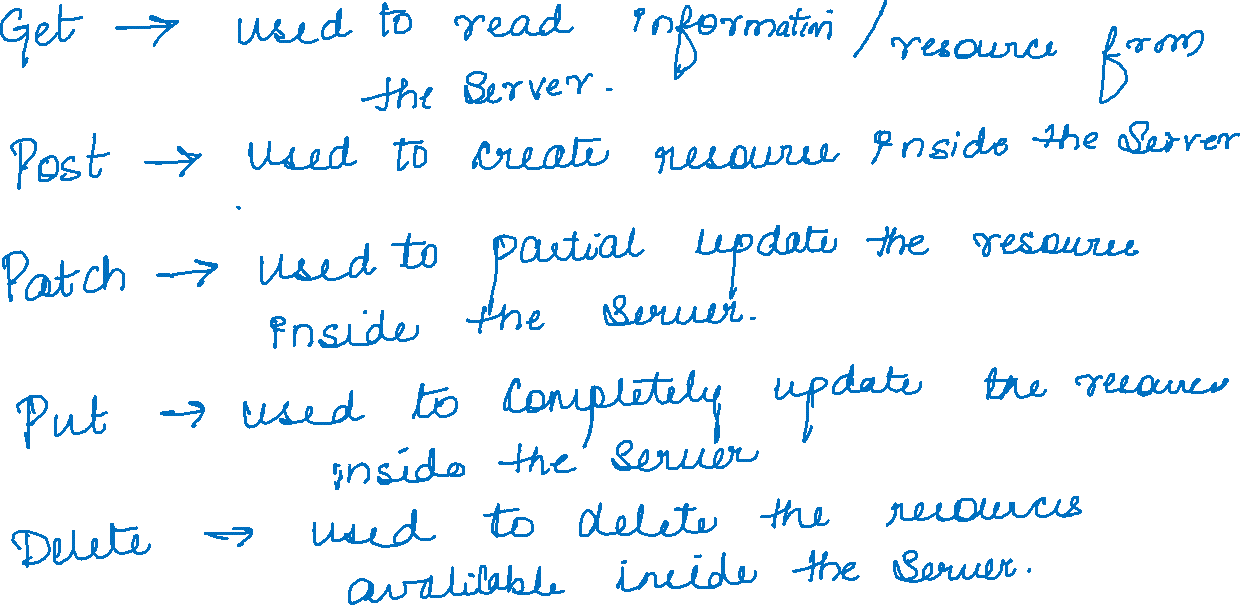 Get → used to read information / resource from
the Server.
Post → used to create resource inside the Server
Patch → used to partial update the resource
inside the server.
Put → used to completely update the resource
inside the server
Delete → used to delete the resources
avalilable inside the server.